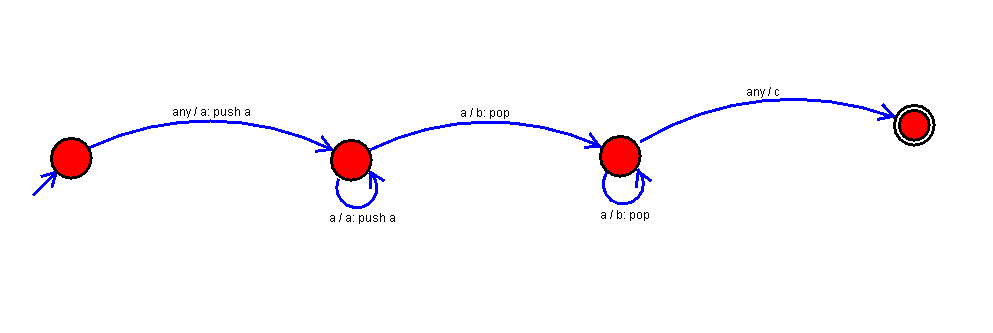 any / a: push a
a / b: pop
any / c
a / a: push a
a / b: pop